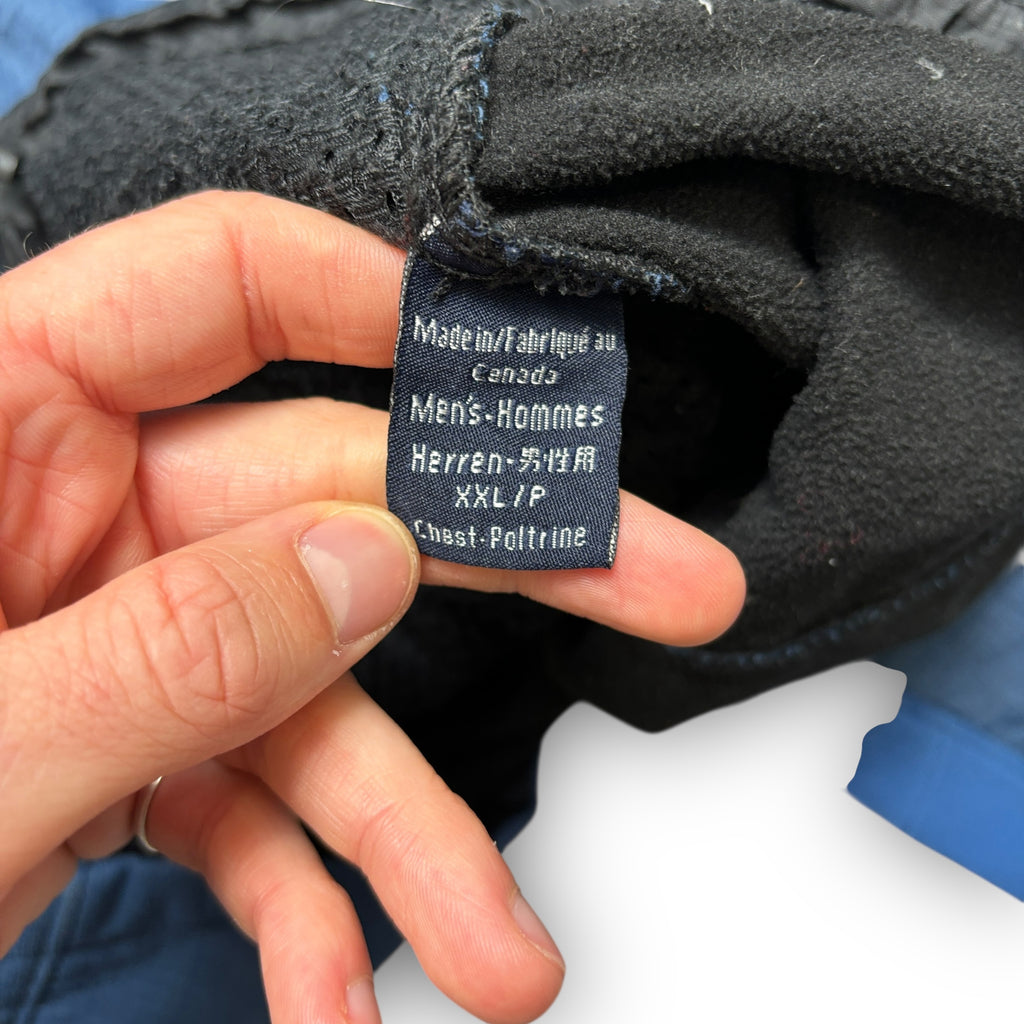 Made in/Fabriqué au
Canada
Men's-Hommes
Herren-男性用
XXL/P
Chest-Poitrine